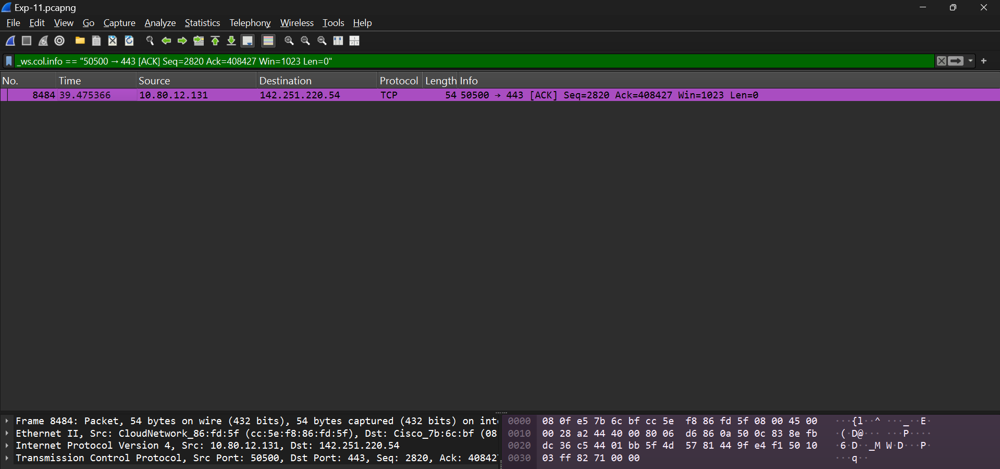 Exp-11.pcapng
File Edit View Go Capture Analyze Statistics Telephony Wireless Tools Help
_ws.col.info == "50500 → 443 [ACK] Seq=2820 Ack=408427 Win=1023 Len=0"
No. Time Source Destination Protocol Length Info
8484 39.475366 10.80.12.131 142.251.220.54 TCP 54 50500 → 443 [ACK] Seq=2820 Ack=408427 Win=1023 Len=0
Frame 8484: Packet, 54 bytes on wire (432 bits), 54 bytes captured (432 bits) on int
Ethernet II, Src: CloudNetwork_86:fd:5f (cc:5e:f8:86:fd:5f), Dst: Cisco_7b:6c:bf (08
Internet Protocol Version 4, Src: 10.80.12.131, Dst: 142.251.220.54
Transmission Control Protocol, Src Port: 50500, Dst Port: 443, Seq: 2820, Ack: 40842
0000 08 0f e5 7b 6c bf cc 5e f8 86 fd 5f 08 00 45 00 ···{l··^ ···_··E·
0010 00 28 a2 44 40 00 80 06 d6 86 0a 50 0c 83 8e fb ·(·D@··· ···P····
0020 dc 36 c5 44 01 bb 5f 4d 57 81 44 9f e4 f1 50 10 ·6·D··_M W·D···P·
0030 03 ff 82 71 00 00 ···q··